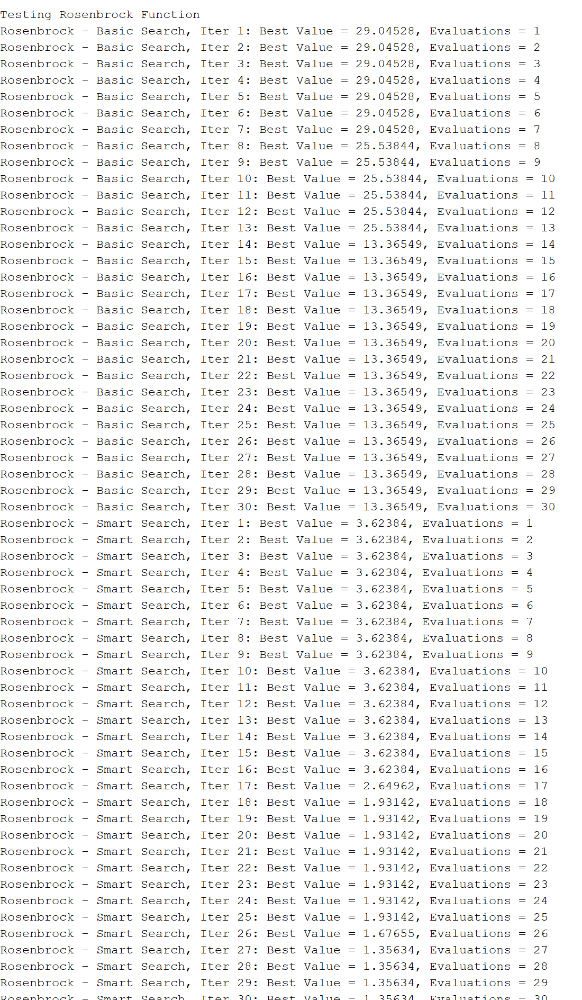 Testing Rosenbrock Function
Rosenbrock - Basic Search, Iter 1: Best Value = 29.04528, Evaluations = 1
Rosenbrock - Basic Search, Iter 2: Best Value = 29.04528, Evaluations = 2
Rosenbrock - Basic Search, Iter 3: Best Value = 29.04528, Evaluations = 3
Rosenbrock - Basic Search, Iter 4: Best Value = 29.04528, Evaluations = 4
Rosenbrock - Basic Search, Iter 5: Best Value = 29.04528, Evaluations = 5
Rosenbrock - Basic Search, Iter 6: Best Value = 29.04528, Evaluations = 6
Rosenbrock - Basic Search, Iter 7: Best Value = 29.04528, Evaluations = 7
Rosenbrock - Basic Search, Iter 8: Best Value = 25.53844, Evaluations = 8
Rosenbrock - Basic Search, Iter 9: Best Value = 25.53844, Evaluations = 9
Rosenbrock - Basic Search, Iter 10: Best Value = 25.53844, Evaluations = 10
Rosenbrock - Basic Search, Iter 11: Best Value = 25.53844, Evaluations = 11
Rosenbrock - Basic Search, Iter 12: Best Value = 25.53844, Evaluations = 12
Rosenbrock - Basic Search, Iter 13: Best Value = 25.53844, Evaluations = 13
Rosenbrock - Basic Search, Iter 14: Best Value = 13.36549, Evaluations = 14
Rosenbrock - Basic Search, Iter 15: Best Value = 13.36549, Evaluations = 15
Rosenbrock - Basic Search, Iter 16: Best Value = 13.36549, Evaluations = 16
Rosenbrock - Basic Search, Iter 17: Best Value = 13.36549, Evaluations = 17
Rosenbrock - Basic Search, Iter 18: Best Value = 13.36549, Evaluations = 18
Rosenbrock - Basic Search, Iter 19: Best Value = 13.36549, Evaluations = 19
Rosenbrock - Basic Search, Iter 20: Best Value = 13.36549, Evaluations = 20
Rosenbrock - Basic Search, Iter 21: Best Value = 13.36549, Evaluations = 21
Rosenbrock - Basic Search, Iter 22: Best Value = 13.36549, Evaluations = 22
Rosenbrock - Basic Search, Iter 23: Best Value = 13.36549, Evaluations = 23
Rosenbrock - Basic Search, Iter 24: Best Value = 13.36549, Evaluations = 24
Rosenbrock - Basic Search, Iter 25: Best Value = 13.36549, Evaluations = 25
Rosenbrock - Basic Search, Iter 26: Best Value = 13.36549, Evaluations = 26
Rosenbrock - Basic Search, Iter 27: Best Value = 13.36549, Evaluations = 27
Rosenbrock - Basic Search, Iter 28: Best Value = 13.36549, Evaluations = 28
Rosenbrock - Basic Search, Iter 29: Best Value = 13.36549, Evaluations = 29
Rosenbrock - Basic Search, Iter 30: Best Value = 13.36549, Evaluations = 30
Rosenbrock - Smart Search, Iter 1: Best Value = 3.62384, Evaluations = 1
Rosenbrock - Smart Search, Iter 2: Best Value = 3.62384, Evaluations = 2
Rosenbrock - Smart Search, Iter 3: Best Value = 3.62384, Evaluations = 3
Rosenbrock - Smart Search, Iter 4: Best Value = 3.62384, Evaluations = 4
Rosenbrock - Smart Search, Iter 5: Best Value = 3.62384, Evaluations = 5
Rosenbrock - Smart Search, Iter 6: Best Value = 3.62384, Evaluations = 6
Rosenbrock - Smart Search, Iter 7: Best Value = 3.62384, Evaluations = 7
Rosenbrock - Smart Search, Iter 8: Best Value = 3.62384, Evaluations = 8
Rosenbrock - Smart Search, Iter 9: Best Value = 3.62384, Evaluations = 9
Rosenbrock - Smart Search, Iter 10: Best Value = 3.62384, Evaluations = 10
Rosenbrock - Smart Search, Iter 11: Best Value = 3.62384, Evaluations = 11
Rosenbrock - Smart Search, Iter 12: Best Value = 3.62384, Evaluations = 12
Rosenbrock - Smart Search, Iter 13: Best Value = 3.62384, Evaluations = 13
Rosenbrock - Smart Search, Iter 14: Best Value = 3.62384, Evaluations = 14
Rosenbrock - Smart Search, Iter 15: Best Value = 3.62384, Evaluations = 15
Rosenbrock - Smart Search, Iter 16: Best Value = 3.62384, Evaluations = 16
Rosenbrock - Smart Search, Iter 17: Best Value = 2.64962, Evaluations = 17
Rosenbrock - Smart Search, Iter 18: Best Value = 1.93142, Evaluations = 18
Rosenbrock - Smart Search, Iter 19: Best Value = 1.93142, Evaluations = 19
Rosenbrock - Smart Search, Iter 20: Best Value = 1.93142, Evaluations = 20
Rosenbrock - Smart Search, Iter 21: Best Value = 1.93142, Evaluations = 21
Rosenbrock - Smart Search, Iter 22: Best Value = 1.93142, Evaluations = 22
Rosenbrock - Smart Search, Iter 23: Best Value = 1.93142, Evaluations = 23
Rosenbrock - Smart Search, Iter 24: Best Value = 1.93142, Evaluations = 24
Rosenbrock - Smart Search, Iter 25: Best Value = 1.93142, Evaluations = 25
Rosenbrock - Smart Search, Iter 26: Best Value = 1.67655, Evaluations = 26
Rosenbrock - Smart Search, Iter 27: Best Value = 1.35634, Evaluations = 27
Rosenbrock - Smart Search, Iter 28: Best Value = 1.35634, Evaluations = 28
Rosenbrock - Smart Search, Iter 29: Best Value = 1.35634, Evaluations = 29
Rosenbrock - Smart Search, Iter 30: Best Value = 1.35634, Evaluations = 30